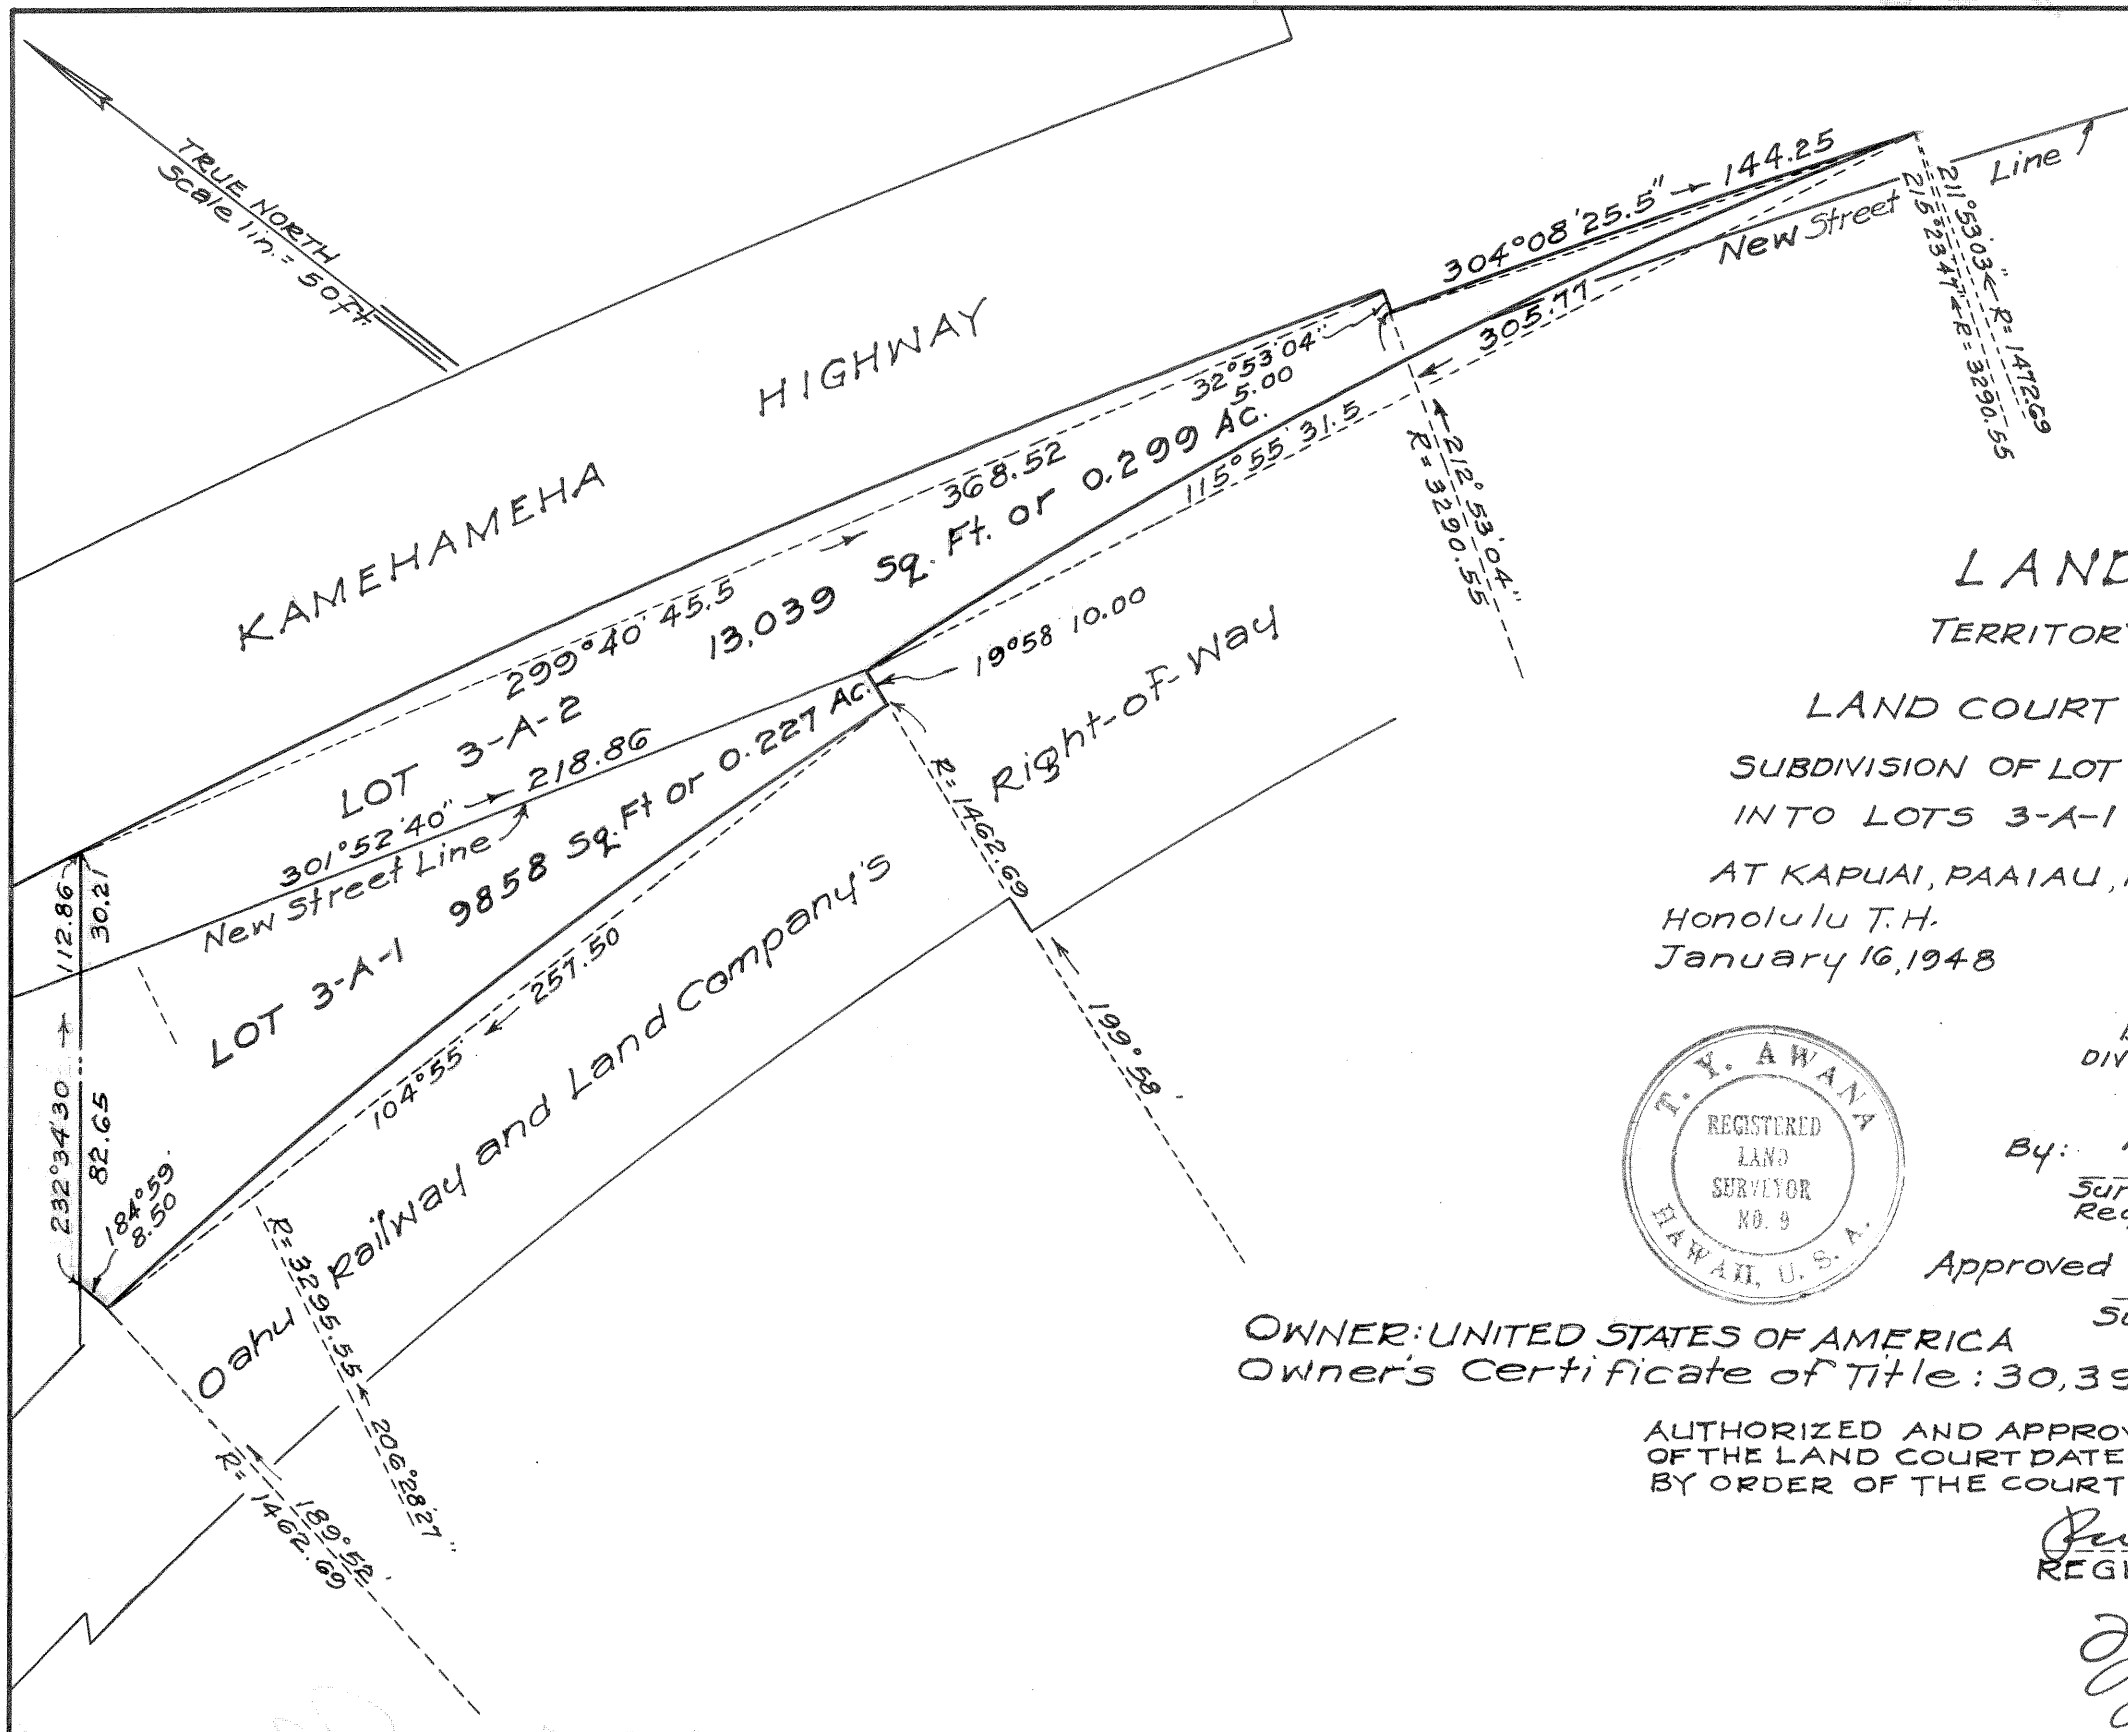 TRUE NORTH
Scale 1in. = 50ft.
KAMEHAMEHA HIGHWAY
304°08'25.5" → 144.25
New Street Line
211°53'03" ← R= 1472.69
215°23'47" ← R= 3290.55
305.77
115°55' 31.5
32°53'04"
5.00
212°53'04"
R= 3290.55
299°40' 45.5 → 368.52
LOT 3-A-2
13,039 Sq. Ft. or 0.299 Ac.
19°58' 10.00
301°52'40" → 218.86
New Street Line
LOT 3-A-1
9858 Sq. Ft or 0.227 Ac.
112.86
30.21
232°34'30 →
82.65
184°59'
8.50
104°55' ← 257.50
Oahu Railway and Land Company's Right-of-Way
R= 1462.69
199°58'
R= 3295.55 ← 206°28'27"
189°52'
R= 1462.69
LAND
TERRITOR
LAND COURT
SUBDIVISION OF LOT
INTO LOTS 3-A-1
AT KAPUAI, PAAIAU,
Honolulu T.H.
January 16, 1948
DIV
T. Y. AWANA
REGISTERED
LAND
SURVEYOR
NO. 9
HAWAII, U. S. A.
By:
Sur
Reg
Approved
Su
OWNER: UNITED STATES OF AMERICA
Owner's Certificate of Title: 30,39
AUTHORIZED AND APPROV
OF THE LAND COURT DATE
BY ORDER OF THE COURT
REGI